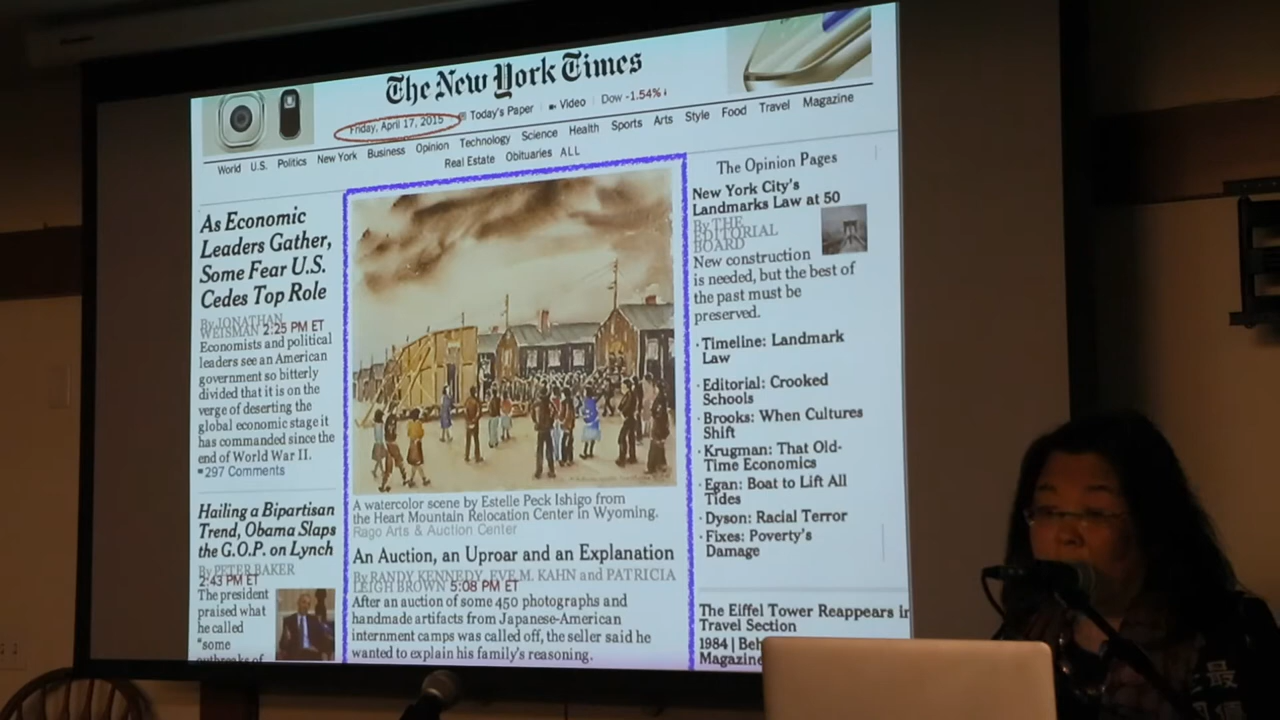 The New York Times
Friday, April 17, 2015
Today's Paper
Video
Dow -1.54%↓
World U.S. Politics New York Business Opinion Technology Science Health Sports Arts Style Food Travel Magazine
Real Estate Obituaries ALL
As Economic
Leaders Gather,
Some Fear U.S.
Cedes Top Role
By JONATHAN
WEISMAN 2:25 PM ET
Economists and political
leaders see an American
government so bitterly
divided that it is on the
verge of deserting the
global economic stage it
has commanded since the
end of World War II.
297 Comments
Hailing a Bipartisan
Trend, Obama Slaps
the G.O.P. on Lynch
By PETER BAKER
2:43 PM ET
The president
praised what
he called
"some
outbreaks of
A watercolor scene by Estelle Peck Ishigo from
the Heart Mountain Relocation Center in Wyoming.
Rago Arts & Auction Center
An Auction, an Uproar and an Explanation
By RANDY KENNEDY, EVE M. KAHN and PATRICIA
LEIGH BROWN 5:08 PM ET
After an auction of some 450 photographs and
handmade artifacts from Japanese-American
internment camps was called off, the seller said he
wanted to explain his family's reasoning.
The Opinion Pages
New York City's
Landmarks Law at 50
By THE
EDITORIAL
BOARD
New construction
is needed, but the best of
the past must be
preserved.
· Timeline: Landmark
Law
· Editorial: Crooked
Schools
· Brooks: When Cultures
Shift
· Krugman: That Old-
Time Economics
· Egan: Boat to Lift All
Tides
· Dyson: Racial Terror
· Fixes: Poverty's
Damage
The Eiffel Tower Reappears in
Travel Section
1984 | Beh
Magazine
最